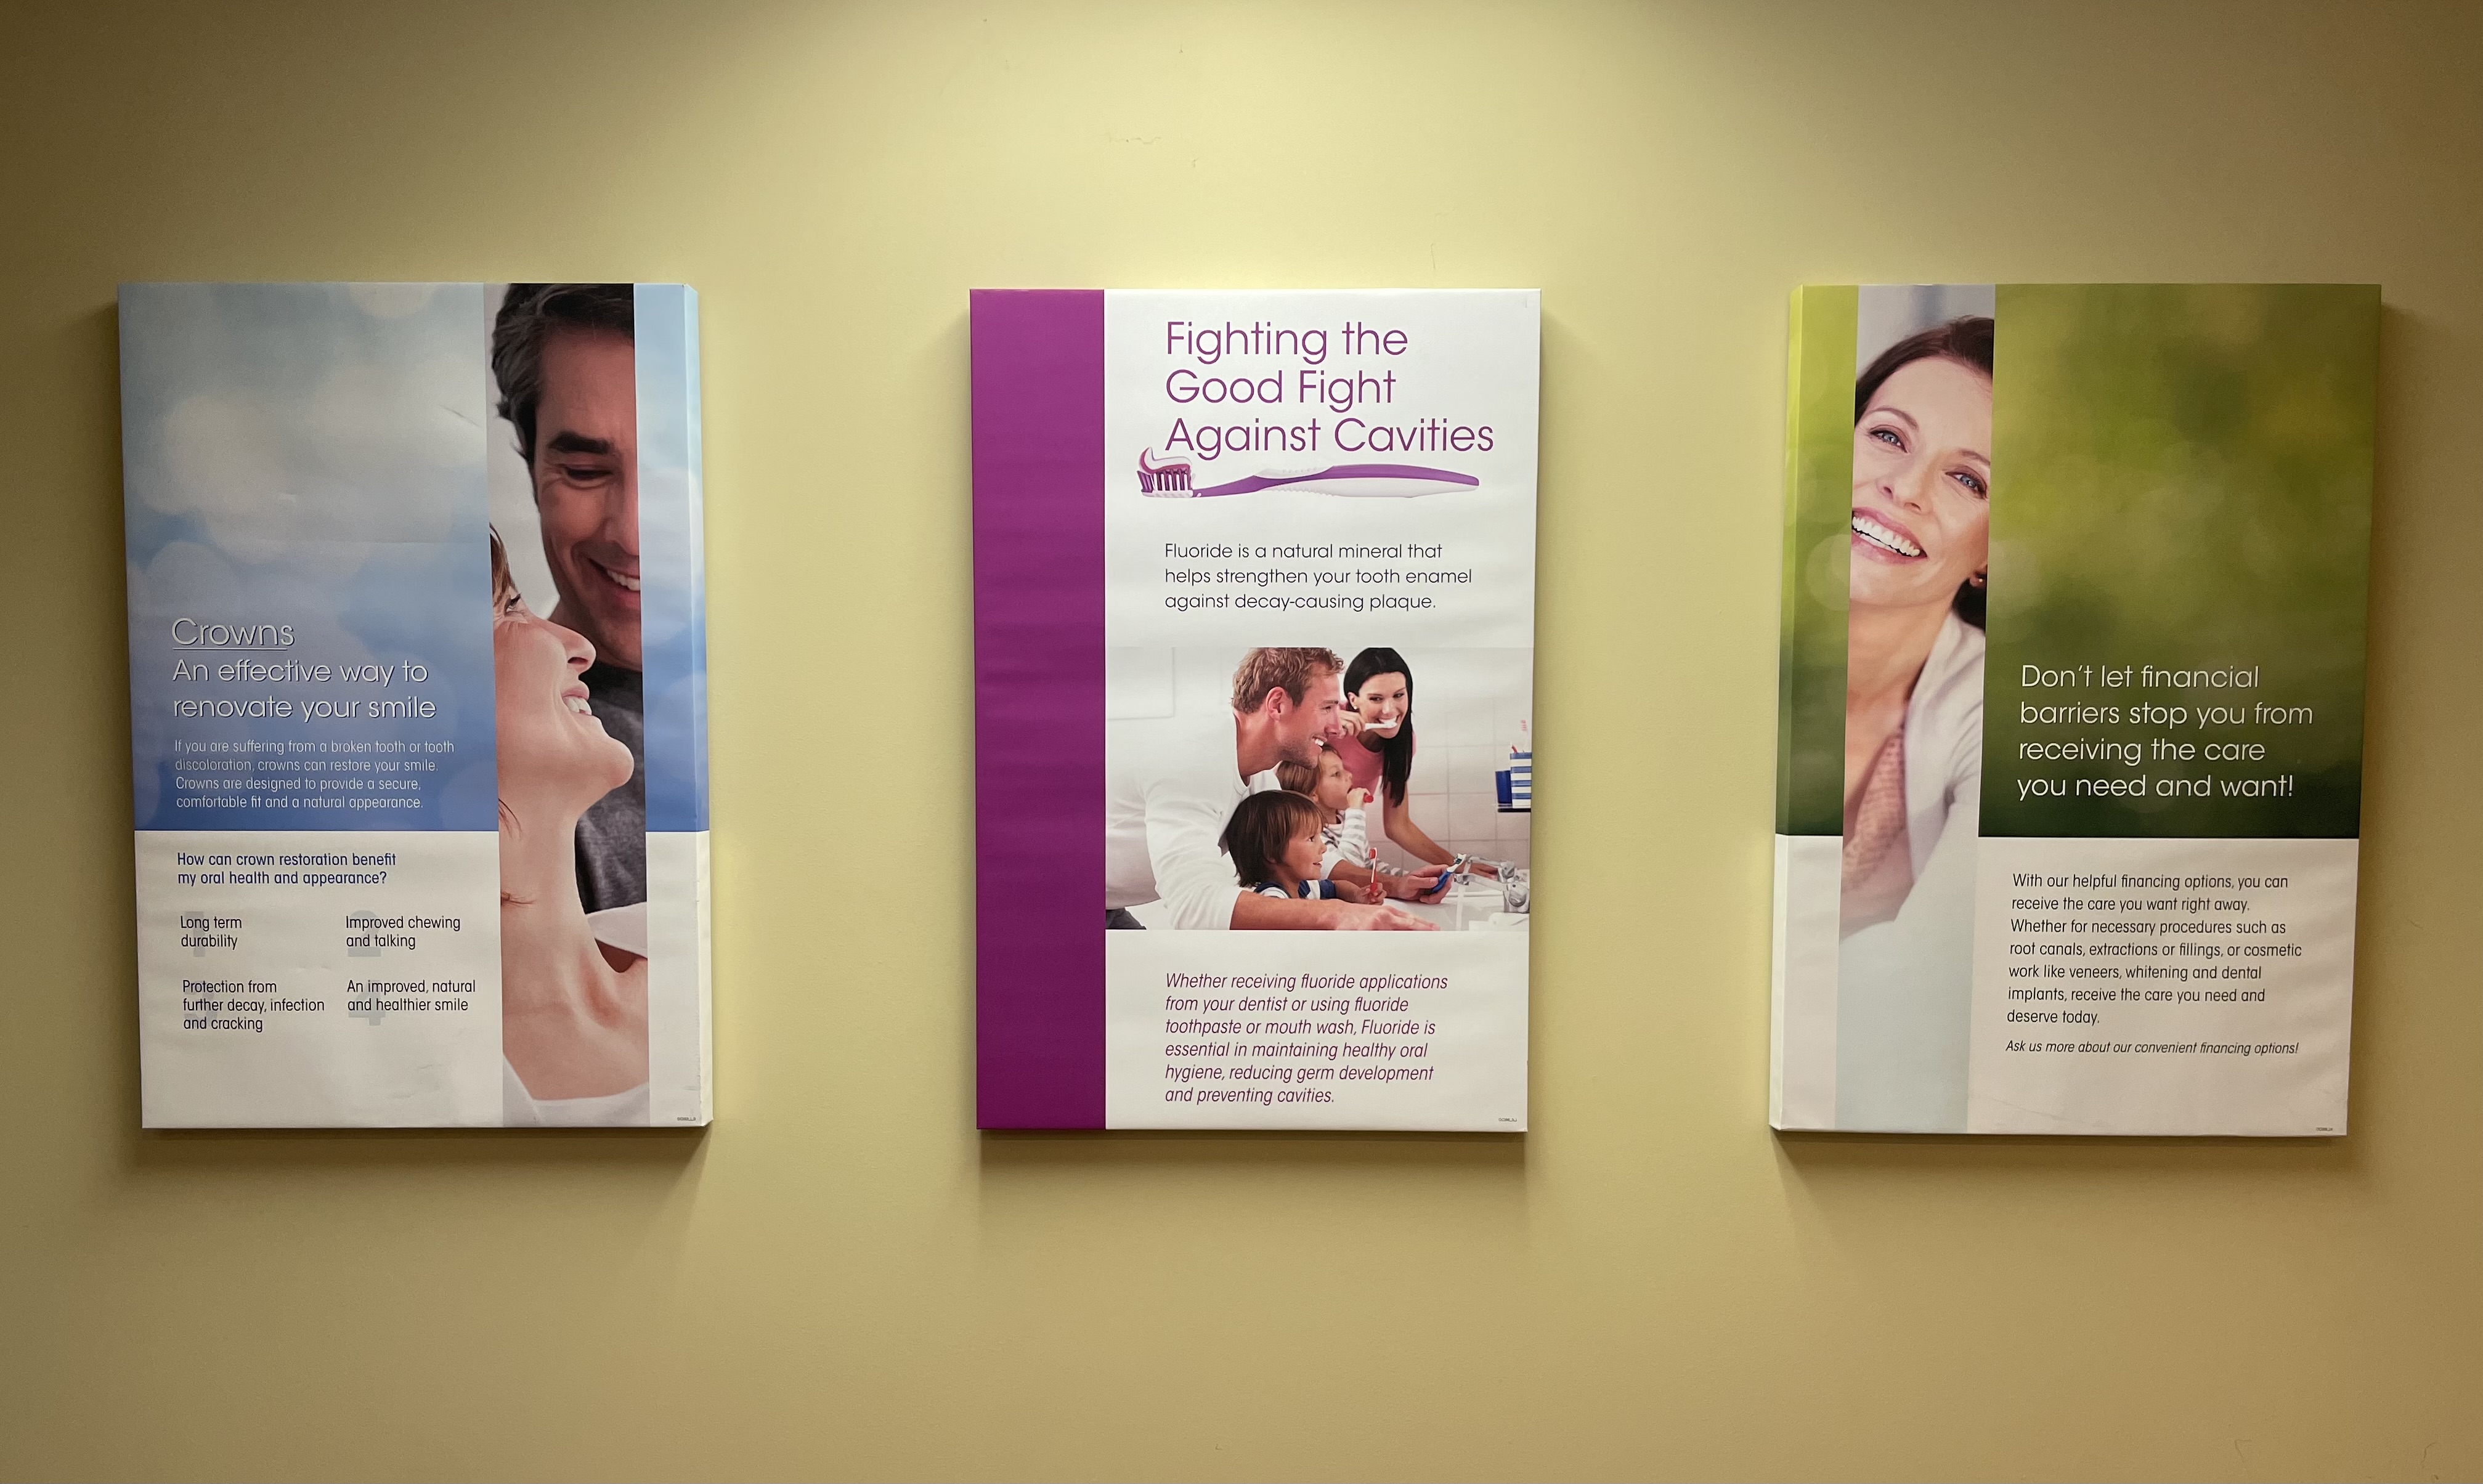 Crowns
An effective way to
renovate your smile
If you are suffering from a broken tooth or tooth
discoloration, crowns can restore your smile.
Crowns are designed to provide a secure,
comfortable fit and a natural appearance.
How can crown restoration benefit
my oral health and appearance?
1
Long term
durability
2
Improved chewing
and talking
3
Protection from
further decay, infection
and cracking
4
An improved, natural
and healthier smile
Fighting the
Good Fight
Against Cavities
Fluoride is a natural mineral that
helps strengthen your tooth enamel
against decay-causing plaque.
Whether receiving fluoride applications
from your dentist or using fluoride
toothpaste or mouth wash, Fluoride is
essential in maintaining healthy oral
hygiene, reducing germ development
and preventing cavities.
Don't let financial
barriers stop you from
receiving the care
you need and want!
With our helpful financing options, you can
receive the care you want right away.
Whether for necessary procedures such as
root canals, extractions or fillings, or cosmetic
work like veneers, whitening and dental
implants, receive the care you need and
deserve today.
Ask us more about our convenient financing options!